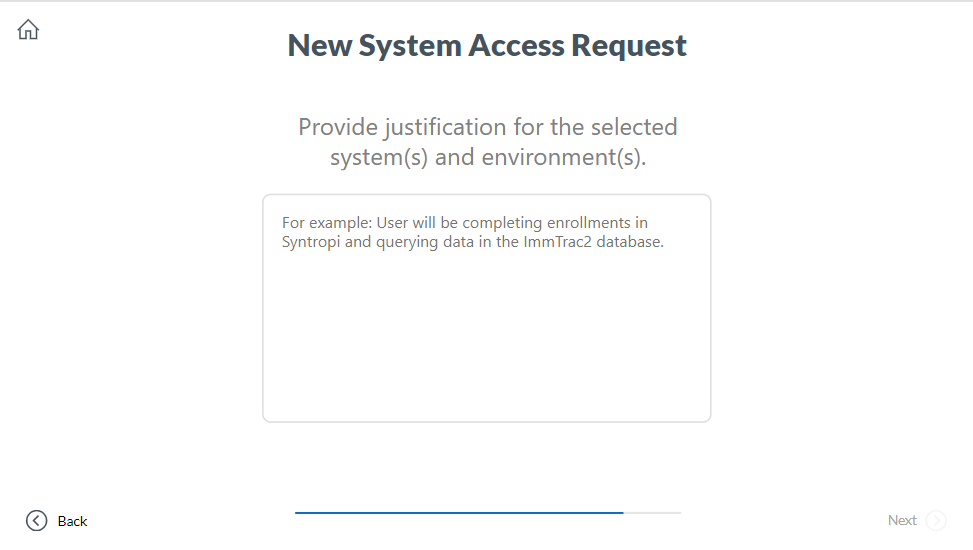 New System Access Request
Provide justification for the selected
system(s) and environment(s).
For example: User will be completing enrollments in
Syntropi and querying data in the ImmTrac2 database.
Back
Next